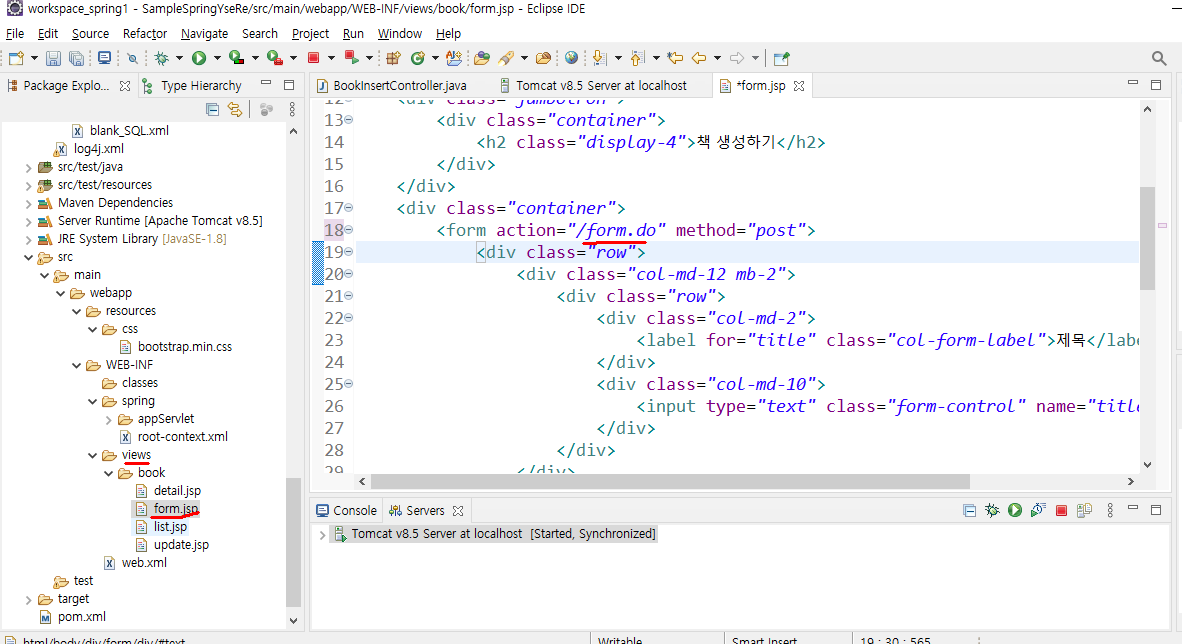 workspace_spring1 - SampleSpringYseRe/src/main/webapp/WEB-INF/views/book/form.jsp - Eclipse IDE
File Edit Source Refactor Navigate Search Project Run Window Help
Package Explo...
Type Hierarchy
blank_SQL.xml
log4j.xml
src/test/java
src/test/resources
Maven Dependencies
Server Runtime [Apache Tomcat v8.5]
JRE System Library [JavaSE-1.8]
src
main
webapp
resources
css
bootstrap.min.css
WEB-INF
classes
spring
appServlet
root-context.xml
views
book
detail.jsp
form.jsp
list.jsp
update.jsp
web.xml
test
target
pom.xml
BookInsertController.java
Tomcat v8.5 Server at localhost
*form.jsp
12 <div class="jumbotron">
13 <div class="container">
14 <h2 class="display-4">책 생성하기</h2>
15 </div>
16 </div>
17 <div class="container">
18 <form action="/form.do" method="post">
19 <div class="row">
20 <div class="col-md-12 mb-2">
21 <div class="row">
22 <div class="col-md-2">
23 <label for="title" class="col-form-label">제목</labe
24 </div>
25 <div class="col-md-10">
26 <input type="text" class="form-control" name="title
27 </div>
28 </div>
29 </div>
Console
Servers
Tomcat v8.5 Server at localhost [Started, Synchronized]
html/body/div/form/div/#text
Writable
Smart Insert
19 : 30 : 565